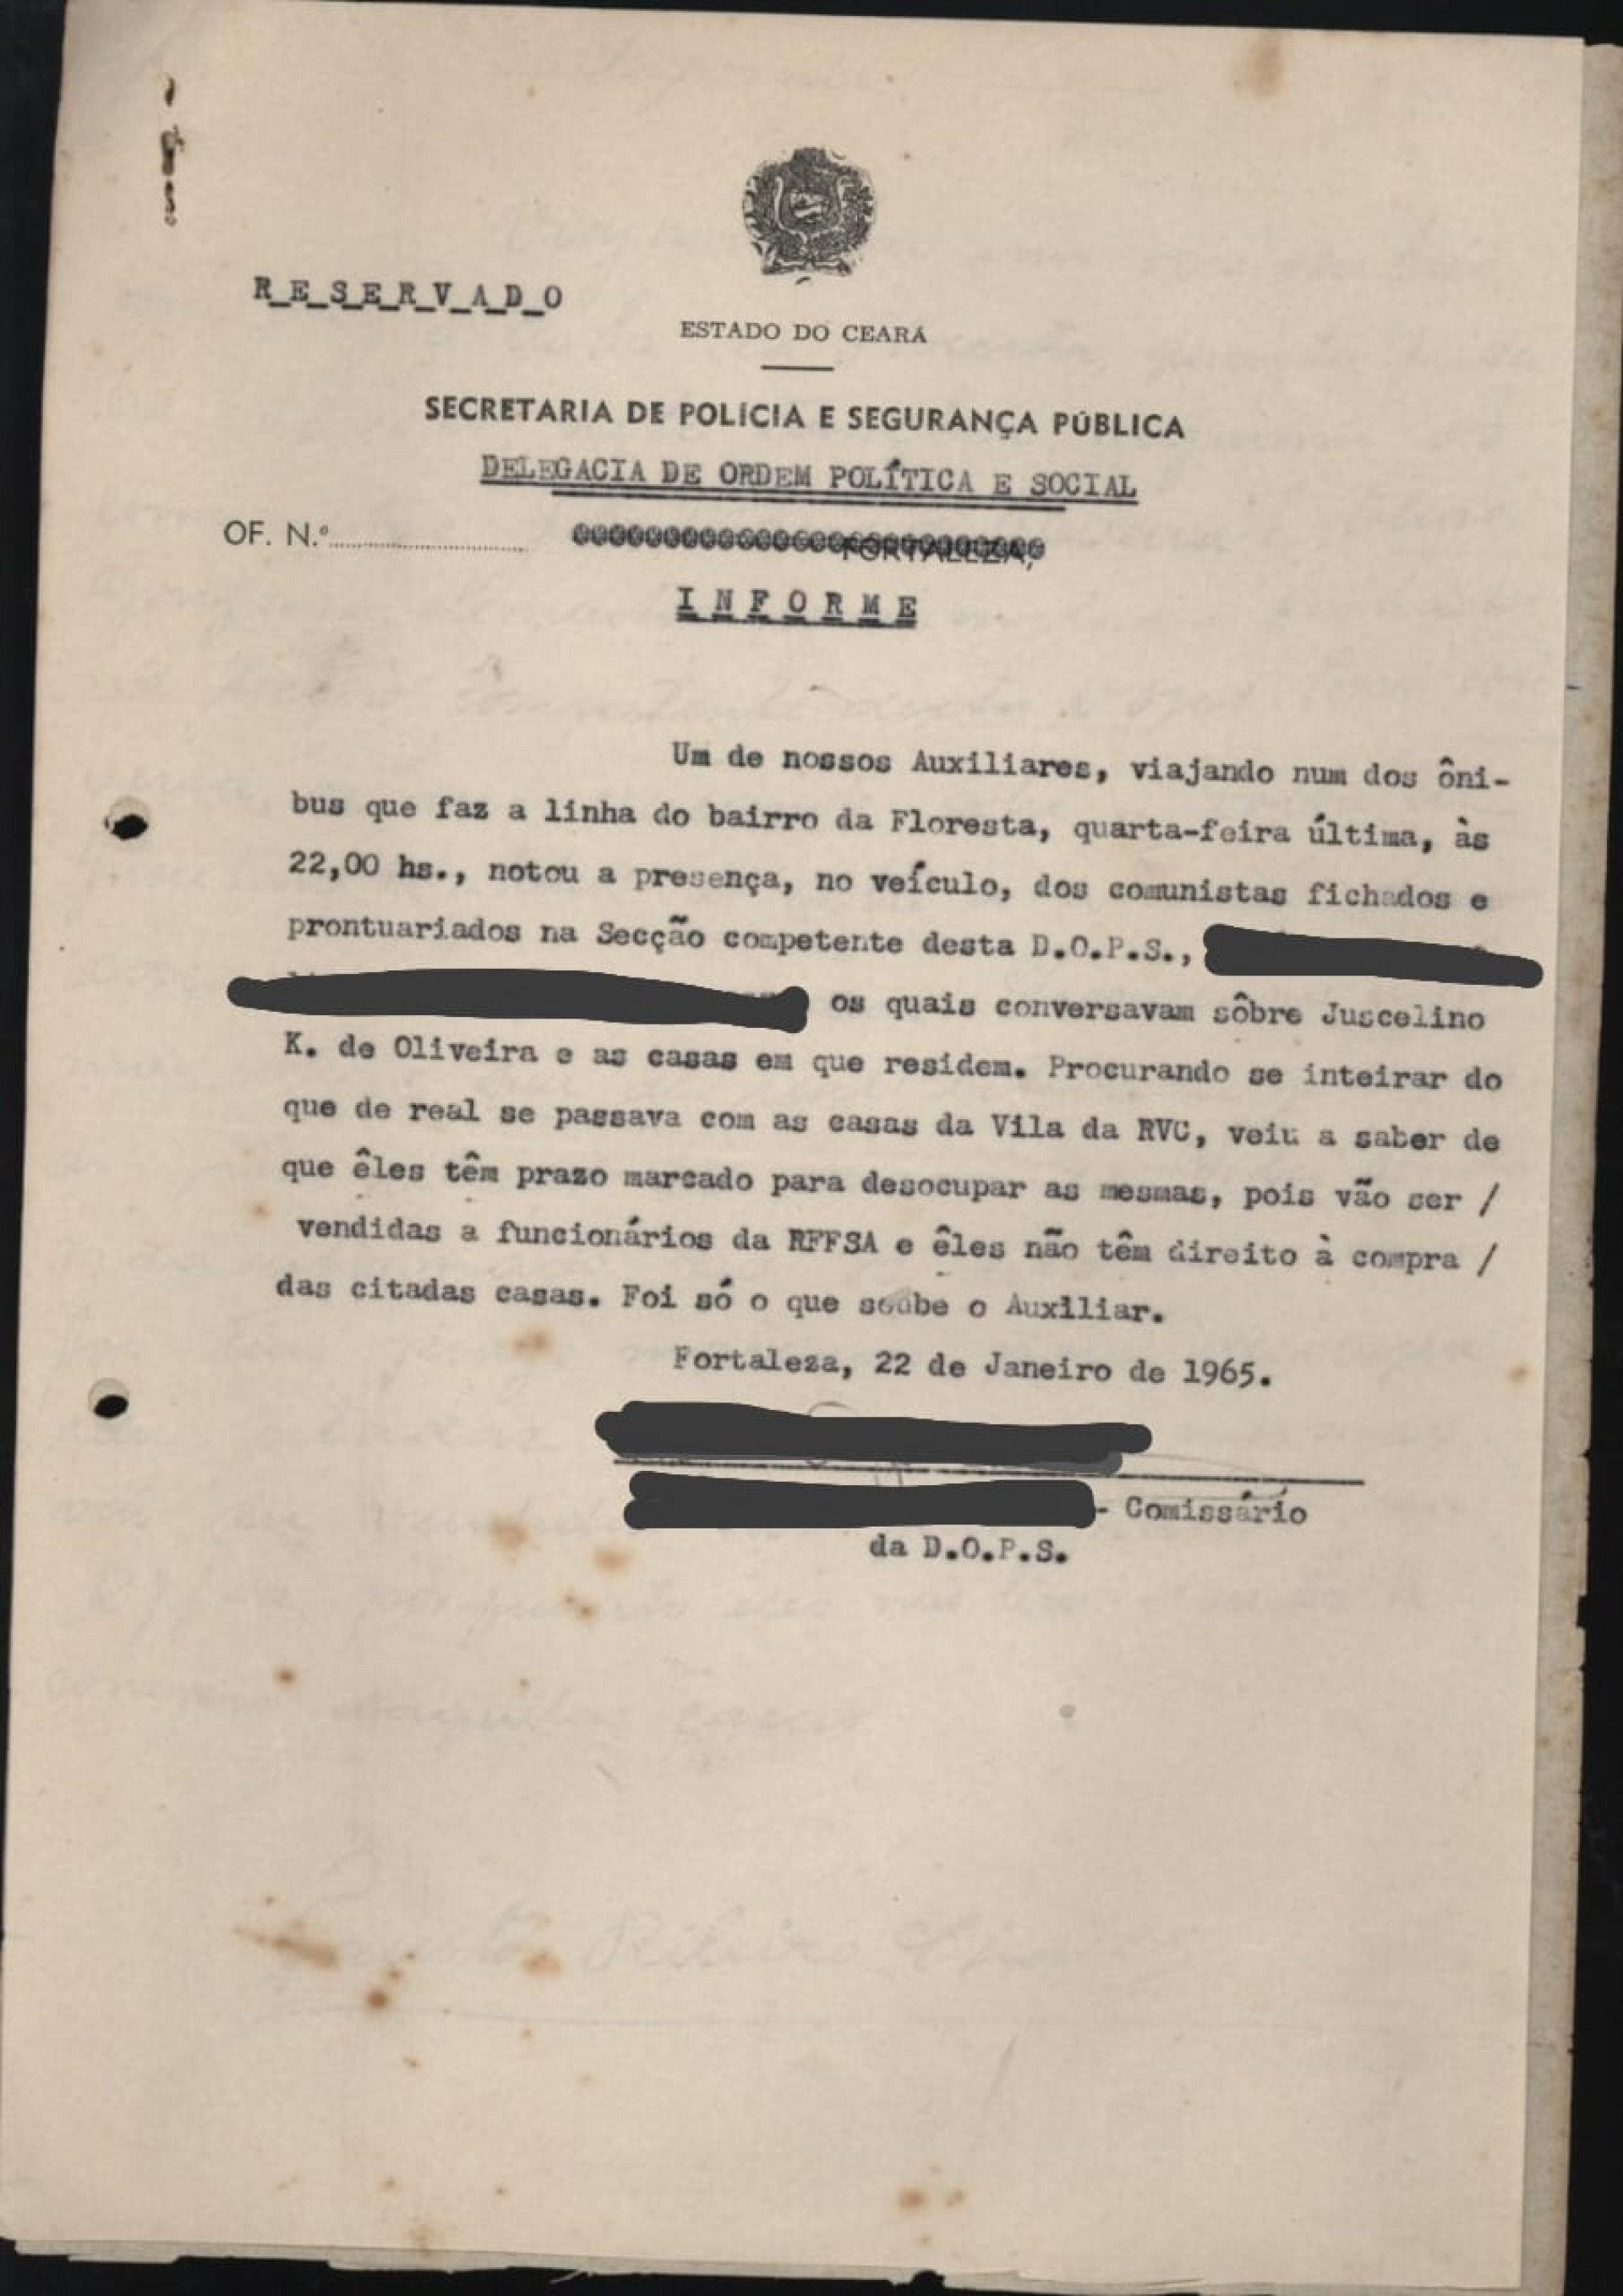 R_E_S_E_R_V_A_D_O
ESTADO DO CEARÁ
SECRETARIA DE POLÍCIA E SEGURANÇA PÚBLICA
DELEGACIA DE ORDEM POLÍTICA E SOCIAL
OF. N.º
FORTALEZA,
I N F O R M E
Um de nossos Auxiliares, viajando num dos ôni-
bus que faz a linha do bairro da Floresta, quarta-feira última, às
22,00 hs., notou a presença, no veículo, dos comunistas fichados e
prontuariados na Secção competente desta D.O.P.S.,
os quais conversavam sôbre Juscelino
K. de Oliveira e as casas em que residem. Procurando se inteirar do
que de real se passava com as casas da Vila da RVC, veiu a saber de
que êles têm prazo marcado para desocupar as mesmas, pois vão ser /
vendidas a funcionários da RFFSA e êles não têm direito à compra /
das citadas casas. Foi só o que soube o Auxiliar.
Fortaleza, 22 de Janeiro de 1965.
- Comissário
da D.O.P.S.